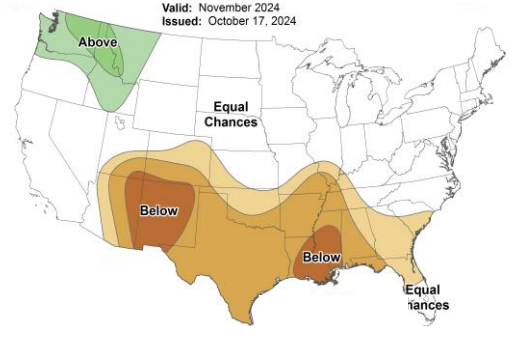 Valid: November 2024
Issued: October 17, 2024
Above
Equal
Chances
Below
Below
Equal
hances